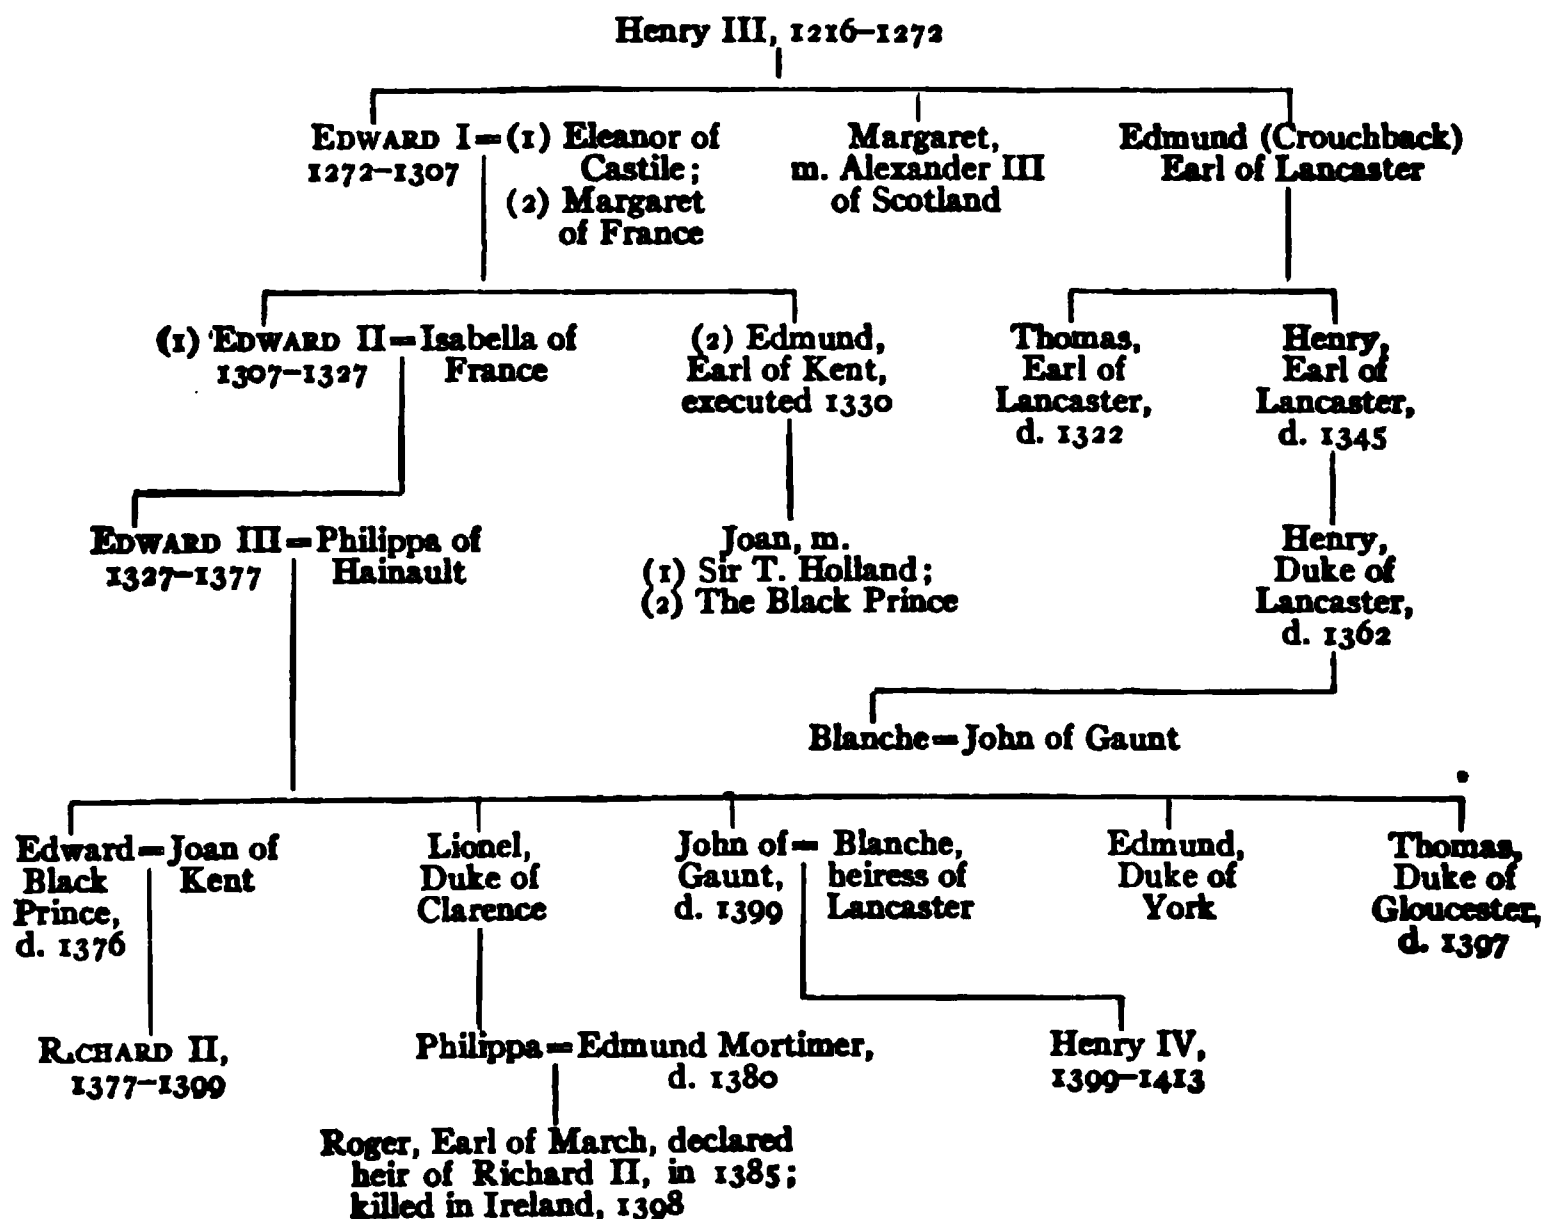 Henry III, 1216–1272
EDWARD I = (1) Eleanor of
1272–1307
Castile;
(2) Margaret
of France
Margaret,
m. Alexander III
of Scotland
Edmund (Crouchback)
Earl of Lancaster
(1) EDWARD II = Isabella of
1307–1327
France
(2) Edmund,
Earl of Kent,
executed 1330
Thomas,
Earl of
Lancaster,
d. 1322
Henry,
Earl of
Lancaster,
d. 1345
EDWARD III = Philippa of
1327–1377
Hainault
Joan, m.
(1) Sir T. Holland;
(2) The Black Prince
Henry,
Duke of
Lancaster,
d. 1362
Blanche = John of Gaunt
Edward = Joan of
Black
Kent
Prince,
d. 1376
Lionel,
Duke of
Clarence
John of = Blanche,
Gaunt,
heiress of
d. 1399
Lancaster
Edmund,
Duke of
York
Thomas,
Duke of
Gloucester,
d. 1397
RICHARD II,
1377–1399
Philippa = Edmund Mortimer,
d. 1380
Henry IV,
1399–1413
Roger, Earl of March, declared
heir of Richard II, in 1385;
killed in Ireland, 1398